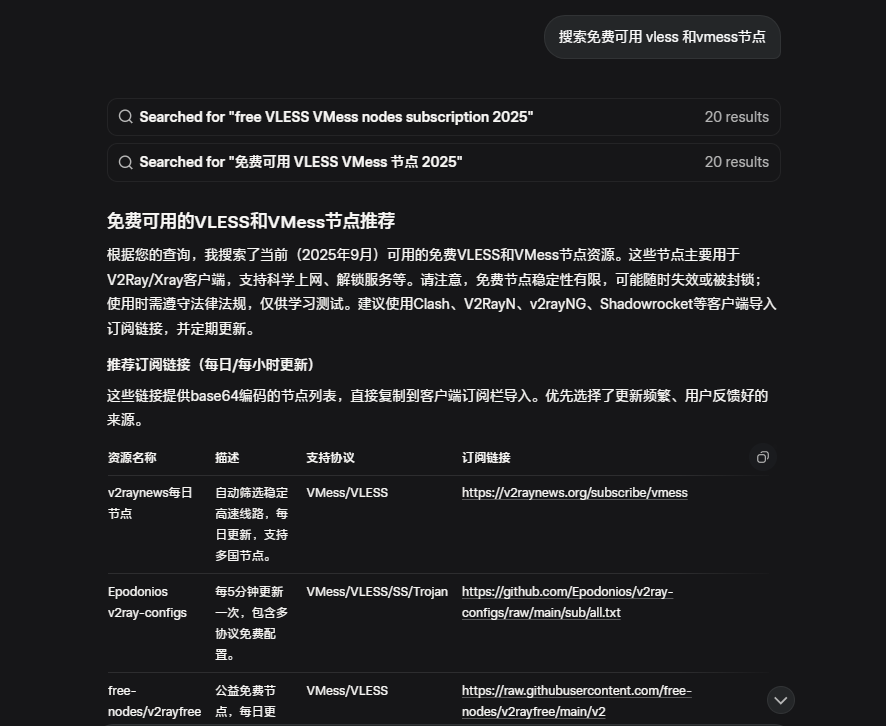 搜索免费可用 vless 和vmess节点
Searched for "free VLESS VMess nodes subscription 2025"
20 results
Searched for "免费可用 VLESS VMess 节点 2025"
20 results
免费可用的VLESS和VMess节点推荐
根据您的查询，我搜索了当前（2025年9月）可用的免费VLESS和VMess节点资源。这些节点主要用于
V2Ray/Xray客户端，支持科学上网、解锁服务等。请注意，免费节点稳定性有限，可能随时失效或被封锁；
使用时需遵守法律法规，仅供学习测试。建议使用Clash、V2RayN、v2rayNG、Shadowrocket等客户端导入
订阅链接，并定期更新。
推荐订阅链接（每日/每小时更新）
这些链接提供base64编码的节点列表，直接复制到客户端订阅栏导入。优先选择了更新频繁、用户反馈好的
来源。
资源名称
描述
支持协议
订阅链接
v2raynews每日
节点
自动筛选稳定
高速线路，每
日更新，支持
多国节点。
VMess/VLESS
https://v2raynews.org/subscribe/vmess
Epodonios
v2ray-configs
每5分钟更新
一次，包含多
协议免费配
置。
VMess/VLESS/SS/Trojan
https://github.com/Epodonios/v2ray-
configs/raw/main/sub/all.txt
free-
nodes/v2rayfree
公益免费节
点，每日更
VMess/VLESS
https://raw.githubusercontent.com/free-
nodes/v2rayfree/main/v2